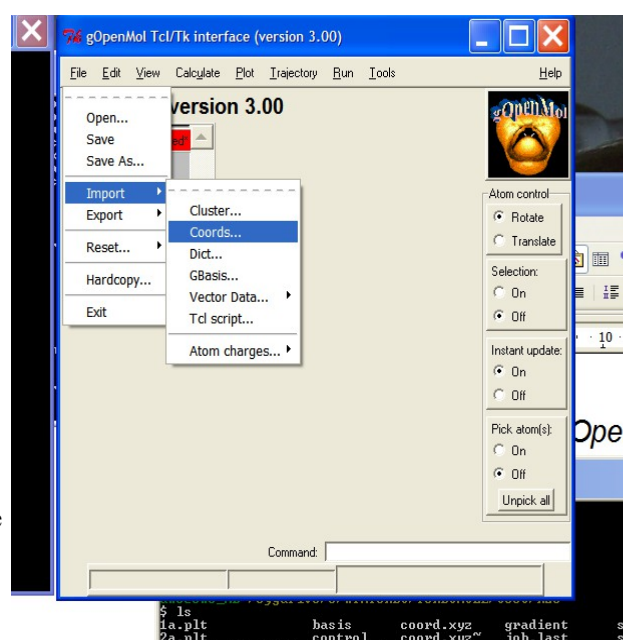 gOpenMol Tcl/Tk interface (version 3.00)
File Edit View Calculate Plot Trajectory Run Tools Help
version 3.00
gOpenMol
Open...
Save
Save As...
Import
Export
Reset...
Hardcopy...
Exit
Cluster...
Coords...
Dict...
GBasis...
Vector Data...
Tcl script...
Atom charges...
Atom control
Rotate
Translate
Selection:
On
Off
Instant update:
On
Off
Pick atom(s):
On
Off
Unpick all
Command:
10
Ope
$ ls
1a.plt basis coord.xyz gradient s
2a.plt control coord.xyz~ job.last s